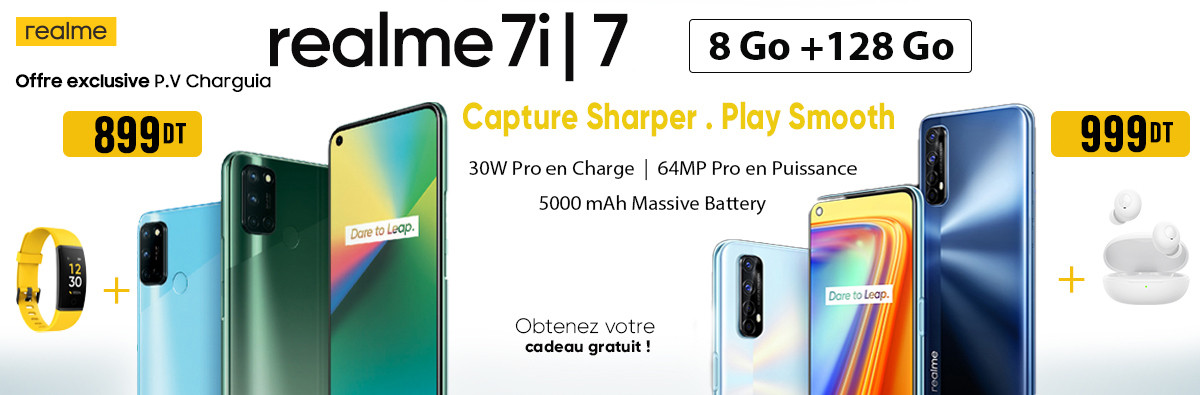 realme
realme 7i | 7
8 Go +128 Go
Offre exclusive P.V Charguia
899DT
Capture Sharper . Play Smooth
999DT
30W Pro en Charge | 64MP Pro en Puissance
5000 mAh Massive Battery
Dare to Leap.
12
30
Dare to Leap.
Obtenez votre
cadeau gratuit !
realme